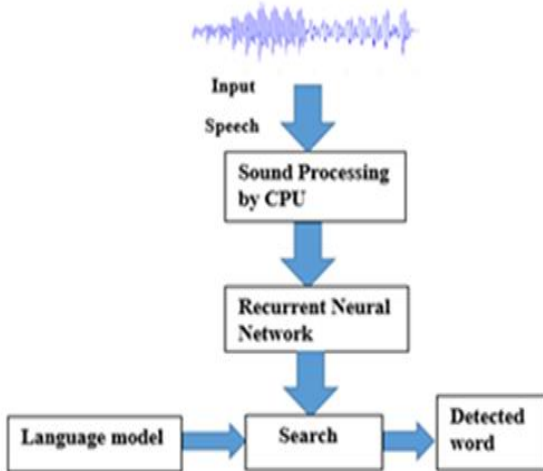 Input
Speech
Sound Processing
by CPU
Recurrent Neural
Network
Language model
Search
Detected
word